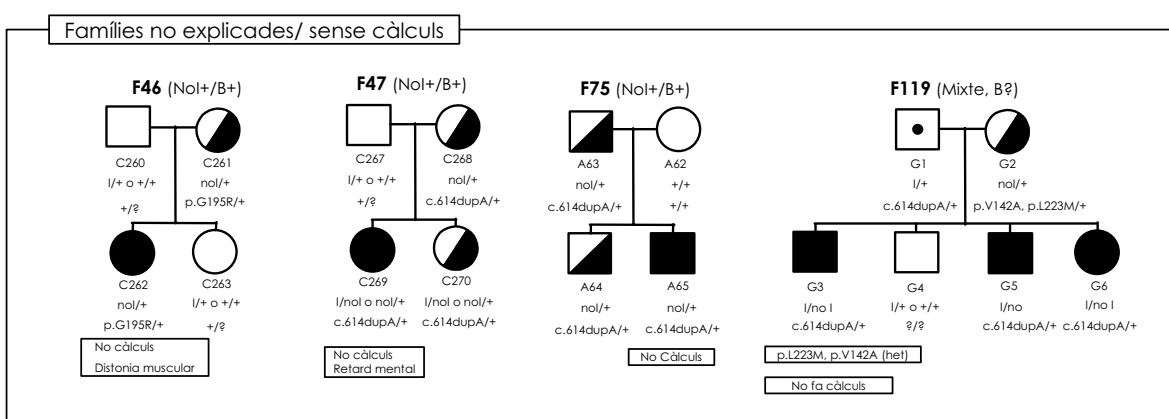 Famílies no explicades/ sense càlculs
F46 (NoI+/B+)
C260
I/+ o +/+
+/?
C261
noI/+
p.G195R/+
C262
noI/+
p.G195R/+
C263
I/+ o +/+
+/?
No càlculs
Distonia muscular
F47 (NoI+/B+)
C267
I/+ o +/+
+/?
C268
noI/+
c.614dupA/+
C269
I/noI o noI/+
c.614dupA/+
C270
I/noI o noI/+
c.614dupA/+
No càlculs
Retard mental
F75 (NoI+/B+)
A63
noI/+
c.614dupA/+
A62
+/+
+/+
A64
noI/+
c.614dupA/+
A65
noI/+
c.614dupA/+
No Càlculs
F119 (Mixte, B?)
G1
I/+
c.614dupA/+
G2
noI/+
p.V142A, p.L223M/+
G3
I/no I
c.614dupA/+
G4
I/+ o +/+
?/?
G5
I/no
c.614dupA/+
G6
I/no I
c.614dupA/+
p.L223M, p.V142A (het)
No fa càlculs